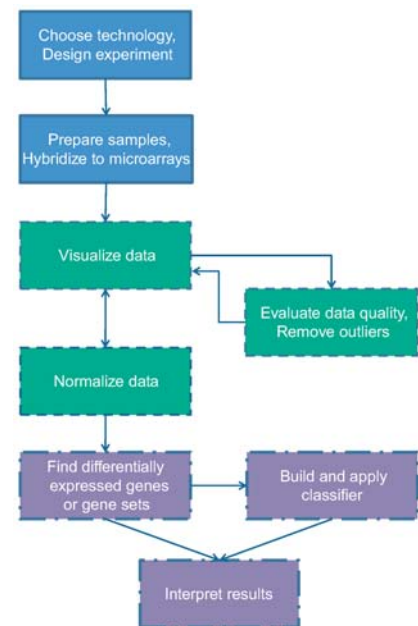 Choose technology,
Design experiment
Prepare samples,
Hybridize to microarrays
Visualize data
Evaluate data quality,
Remove outliers
Normalize data
Find differentially
expressed genes
or gene sets
Build and apply
classifier
Interpret results